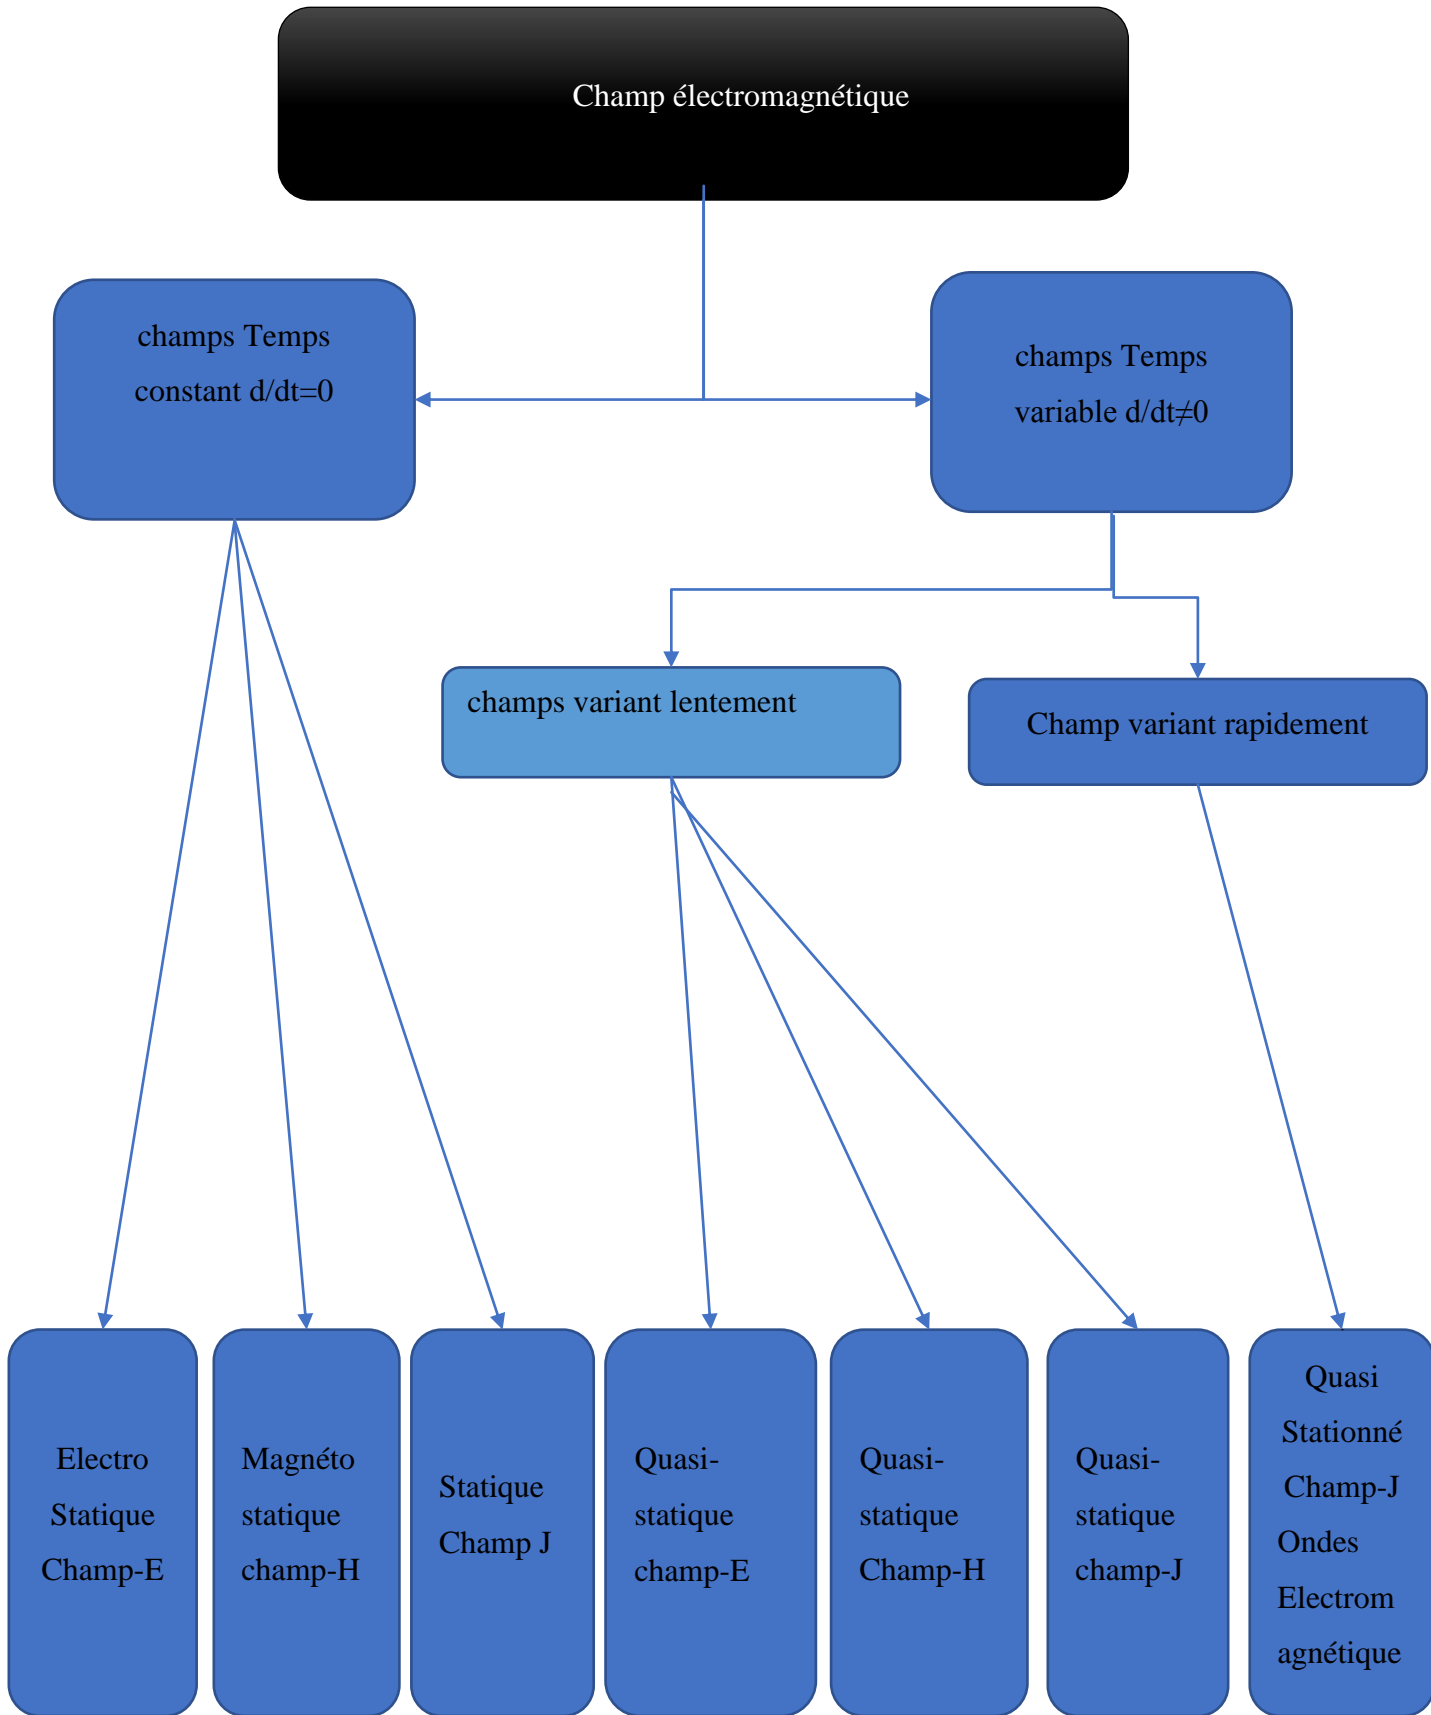 Champ électromagnétique
champs Temps
constant d/dt=0
champs Temps
variable d/dt≠0
champs variant lentement
Champ variant rapidement
Electro
Statique
Champ-E
Magnéto
statique
champ-H
Statique
Champ J
Quasi-
statique
champ-E
Quasi-
statique
Champ-H
Quasi-
statique
champ-J
Quasi
Stationné
Champ-J
Ondes
Electrom
agnétique